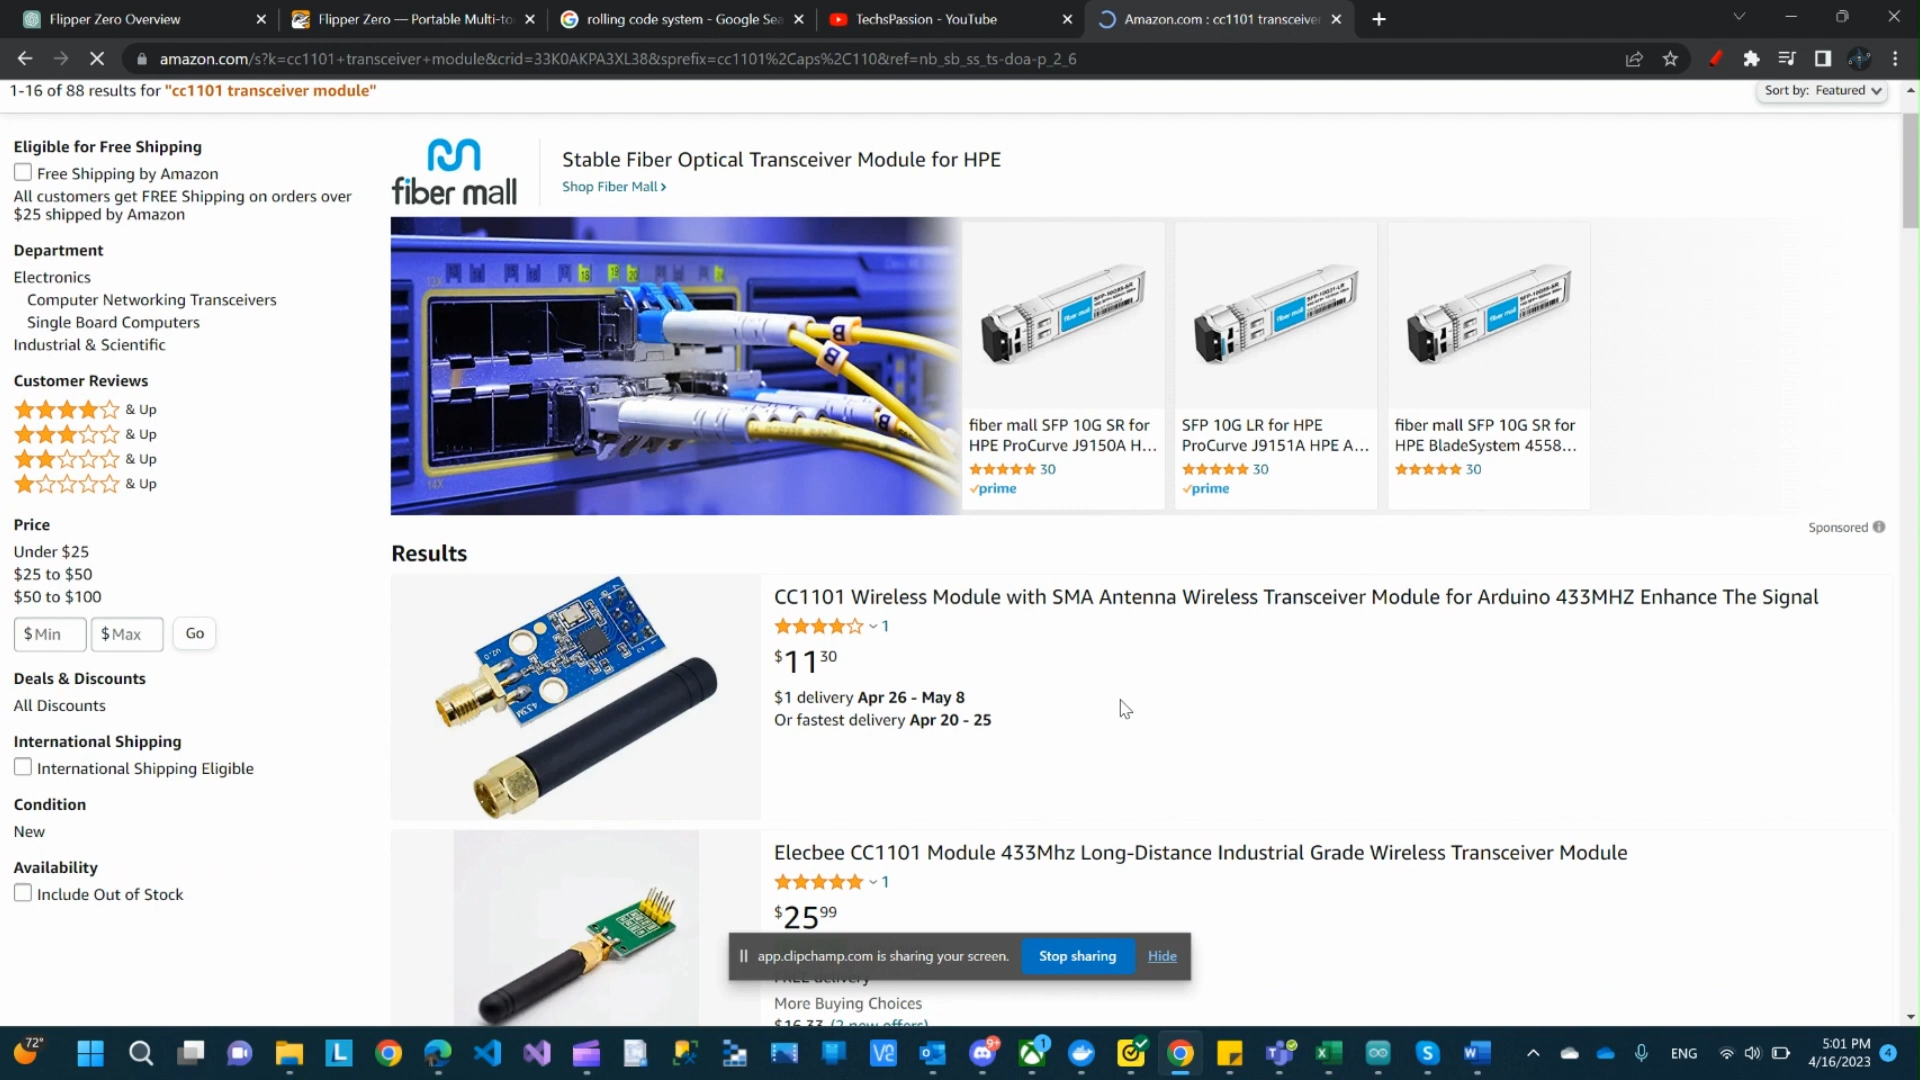 Flipper Zero Overview
Flipper Zero — Portable Multi-to
rolling code system - Google Sea
TechsPassion - YouTube
Amazon.com : cc1101 transceiver
amazon.com/s?k=cc1101+transceiver+module&crid=33K0AKPA3XL38&sprefix=cc1101%2Caps%2C110&ref=nb_sb_ss_ts-doa-p_2_6
1-16 of 88 results for "cc1101 transceiver module"
Sort by: Featured
Eligible for Free Shipping
Free Shipping by Amazon
All customers get FREE Shipping on orders over
$25 shipped by Amazon
Department
Electronics
Computer Networking Transceivers
Single Board Computers
Industrial & Scientific
Customer Reviews
& Up
& Up
& Up
& Up
Price
Under $25
$25 to $50
$50 to $100
$ Min
$ Max
Go
Deals & Discounts
All Discounts
International Shipping
International Shipping Eligible
Condition
New
Availability
Include Out of Stock
fiber mall
Stable Fiber Optical Transceiver Module for HPE
Shop Fiber Mall ›
fiber mall SFP 10G SR for
HPE ProCurve J9150A H...
30
prime
SFP 10G LR for HPE
ProCurve J9151A HPE A...
30
prime
fiber mall SFP 10G SR for
HPE BladeSystem 4558...
30
Sponsored
Results
CC1101 Wireless Module with SMA Antenna Wireless Transceiver Module for Arduino 433MHZ Enhance The Signal
1
$11 30
$1 delivery Apr 26 - May 8
Or fastest delivery Apr 20 - 25
Elecbee CC1101 Module 433Mhz Long-Distance Industrial Grade Wireless Transceiver Module
1
$25 99
app.clipchamp.com is sharing your screen.
Stop sharing
Hide
FREE delivery
More Buying Choices
$16.33 (2 new offers)
72°
ENG
5:01 PM
4/16/2023
4